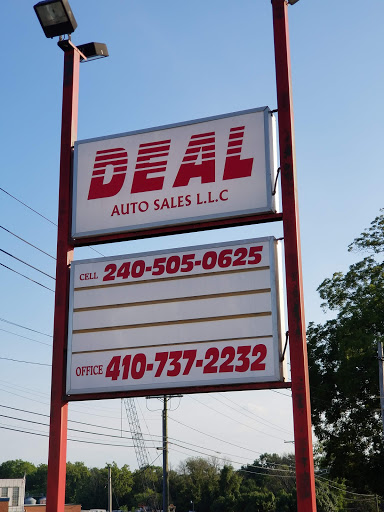 DEAL
AUTO SALES L.L.C
CELL 240-505-0625
OFFICE 410-737-2232